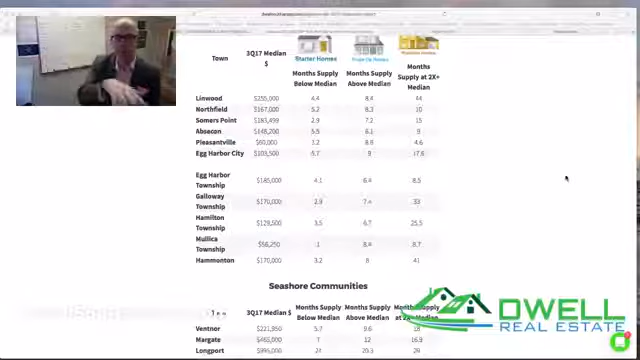 Town 3Q17 Median $ Starter Homes Months Supply Below Median Months Supply Above Median Months Supply at 2X+ Median
Linwood $255,000 4.4 8.4 44
Northfield $167,000 5.2 8.3 10
Somers Point $183,499 2.9 7.2 15
Absecon $148,200 5.5 6.1 9
Pleasantville $60,000 3.2 8.8 4.6
Egg Harbor City $103,500 5.7 9 17.6
Egg Harbor Township $185,000 4.1 6.4 8.5
Galloway Township $170,000 2.9 7.4 33
Hamilton Township $129,500 3.5 6.7 25.5
Mullica Township $56,250 1 8.4 8.7
Hammonton $170,000 3.2 8 41
Seashore Communities
3Q17 Median $ Months Supply Below Median Months Supply Above Median
Ventnor $221,950 5.7 9.6 18
Margate $465,000 7 12 16.9
Longport $995,000 20.3 29
DWELL
REAL ESTATE